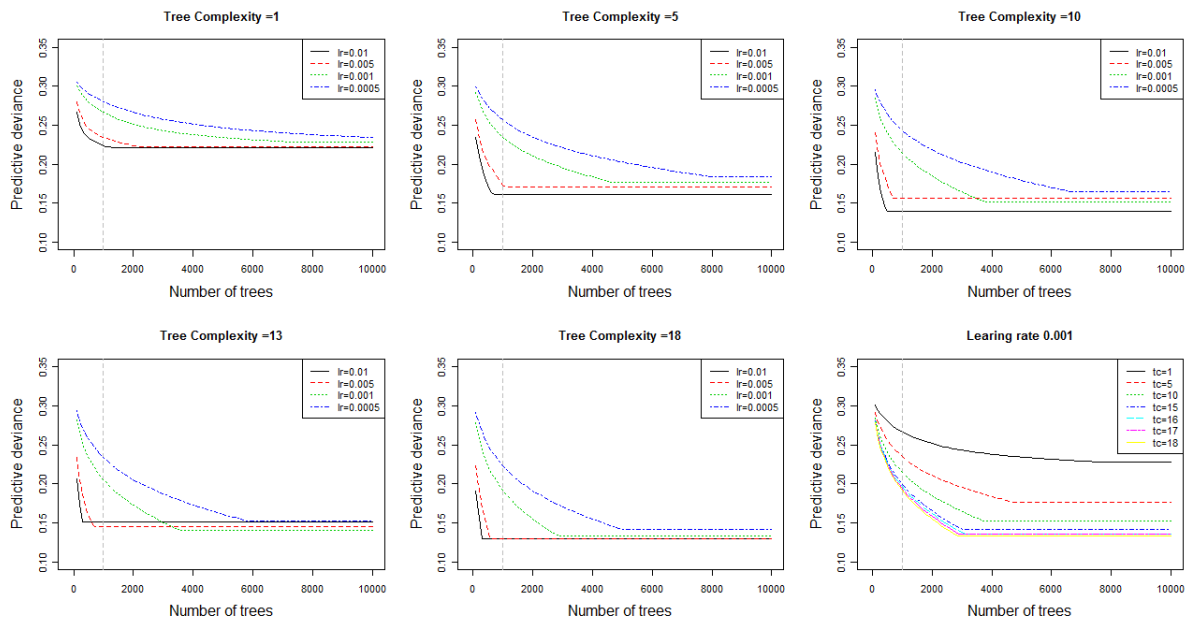 Tree Complexity =1
Predictive deviance
0.35
0.30
0.25
0.20
0.15
0.10
lr=0.01
lr=0.005
lr=0.001
lr=0.0005
0 2000 4000 6000 8000 10000
Number of trees
Tree Complexity =5
Predictive deviance
0.35
0.30
0.25
0.20
0.15
0.10
lr=0.01
lr=0.005
lr=0.001
lr=0.0005
0 2000 4000 6000 8000 10000
Number of trees
Tree Complexity =10
Predictive deviance
0.35
0.30
0.25
0.20
0.15
0.10
lr=0.01
lr=0.005
lr=0.001
lr=0.0005
0 2000 4000 6000 8000 10000
Number of trees
Tree Complexity =13
Predictive deviance
0.35
0.30
0.25
0.20
0.15
0.10
lr=0.01
lr=0.005
lr=0.001
lr=0.0005
0 2000 4000 6000 8000 10000
Number of trees
Tree Complexity =18
Predictive deviance
0.35
0.30
0.25
0.20
0.15
0.10
lr=0.01
lr=0.005
lr=0.001
lr=0.0005
0 2000 4000 6000 8000 10000
Number of trees
Learing rate 0.001
Predictive deviance
0.35
0.30
0.25
0.20
0.15
0.10
tc=1
tc=5
tc=10
tc=15
tc=16
tc=17
tc=18
0 2000 4000 6000 8000 10000
Number of trees